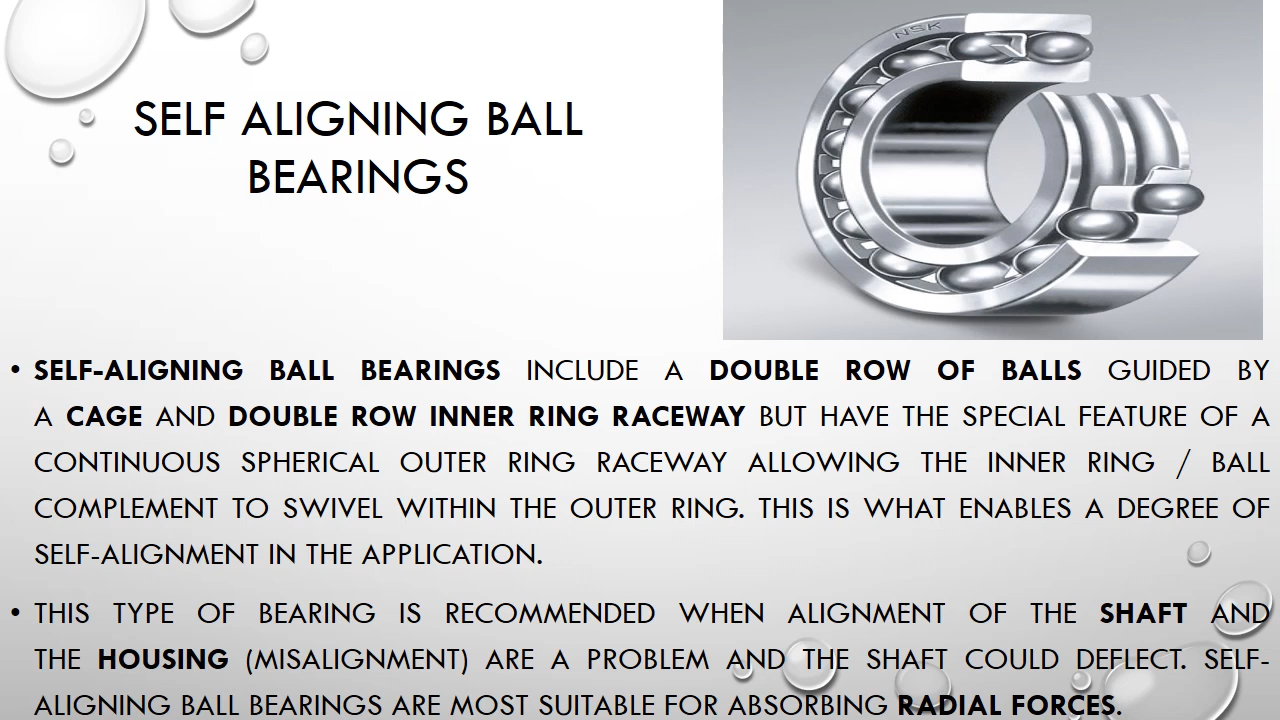 NSK
SELF ALIGNING BALL
BEARINGS
• SELF-ALIGNING BALL BEARINGS INCLUDE A DOUBLE ROW OF BALLS GUIDED BY
A CAGE AND DOUBLE ROW INNER RING RACEWAY BUT HAVE THE SPECIAL FEATURE OF A
CONTINUOUS SPHERICAL OUTER RING RACEWAY ALLOWING THE INNER RING / BALL
COMPLEMENT TO SWIVEL WITHIN THE OUTER RING. THIS IS WHAT ENABLES A DEGREE OF
SELF-ALIGNMENT IN THE APPLICATION.
• THIS TYPE OF BEARING IS RECOMMENDED WHEN ALIGNMENT OF THE SHAFT AND
THE HOUSING (MISALIGNMENT) ARE A PROBLEM AND THE SHAFT COULD DEFLECT. SELF-
ALIGNING BALL BEARINGS ARE MOST SUITABLE FOR ABSORBING RADIAL FORCES.